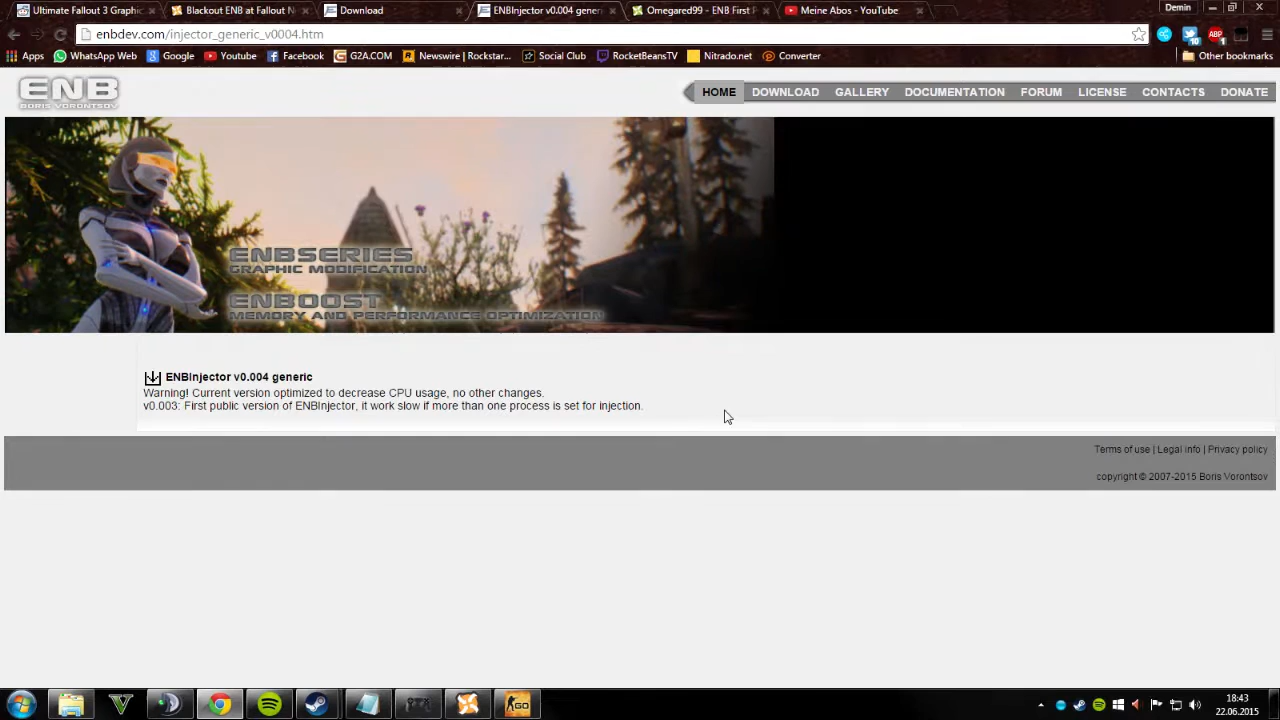 Ultimate Fallout 3 Graphi
Blackout ENB at Fallout N
Download
ENBInjector v0.004 gener
Omegared99 - ENB First P
Meine Abos - YouTube
Demin
enbdev.com/injector_generic_v0004.htm
Apps
WhatsApp Web
Google
Youtube
Facebook
G2A.COM
Newswire | Rockstar...
Social Club
RocketBeansTV
Nitrado.net
Converter
Other bookmarks
ENB
BORIS VORONTSOV
HOME
DOWNLOAD
GALLERY
DOCUMENTATION
FORUM
LICENSE
CONTACTS
DONATE
ENBSERIES
GRAPHIC MODIFICATION
ENBOOST
MEMORY AND PERFORMANCE OPTIMIZATION
ENBInjector v0.004 generic
Warning! Current version optimized to decrease CPU usage, no other changes.
v0.003: First public version of ENBInjector, it work slow if more than one process is set for injection.
Terms of use | Legal info | Privacy policy
copyright © 2007-2015 Boris Vorontsov
18:43
22.06.2015